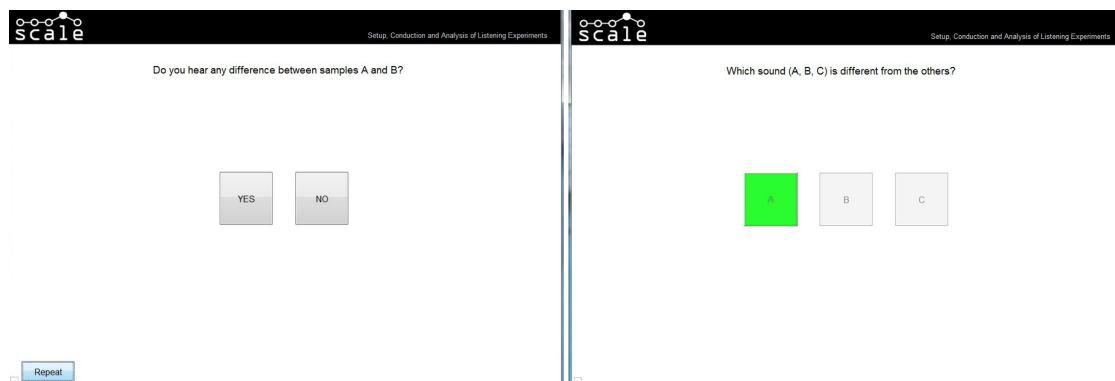 scale
Setup, Conduction and Analysis of Listening Experiments
Do you hear any difference between samples A and B?
YES
NO
Repeat
scale
Setup, Conduction and Analysis of Listening Experiments
Which sound (A, B, C) is different from the others?
A
B
C